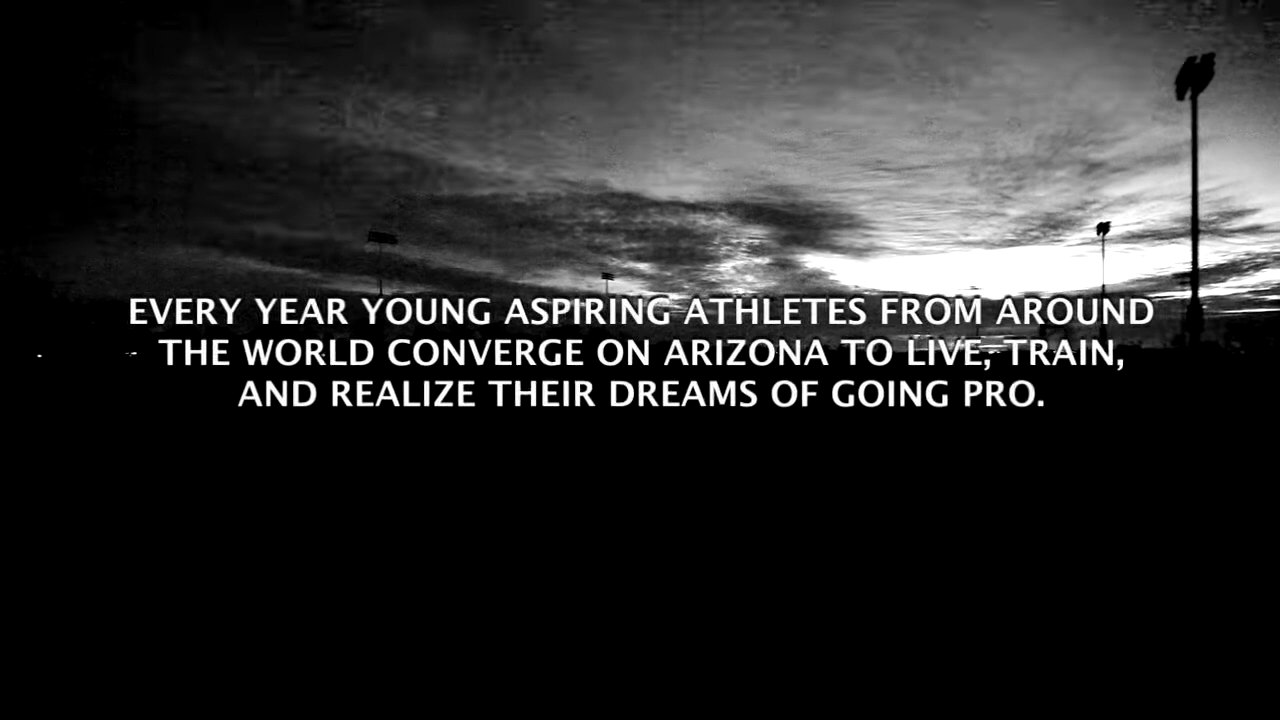 EVERY YEAR YOUNG ASPIRING ATHLETES FROM AROUND
THE WORLD CONVERGE ON ARIZONA TO LIVE, TRAIN,
AND REALIZE THEIR DREAMS OF GOING PRO.